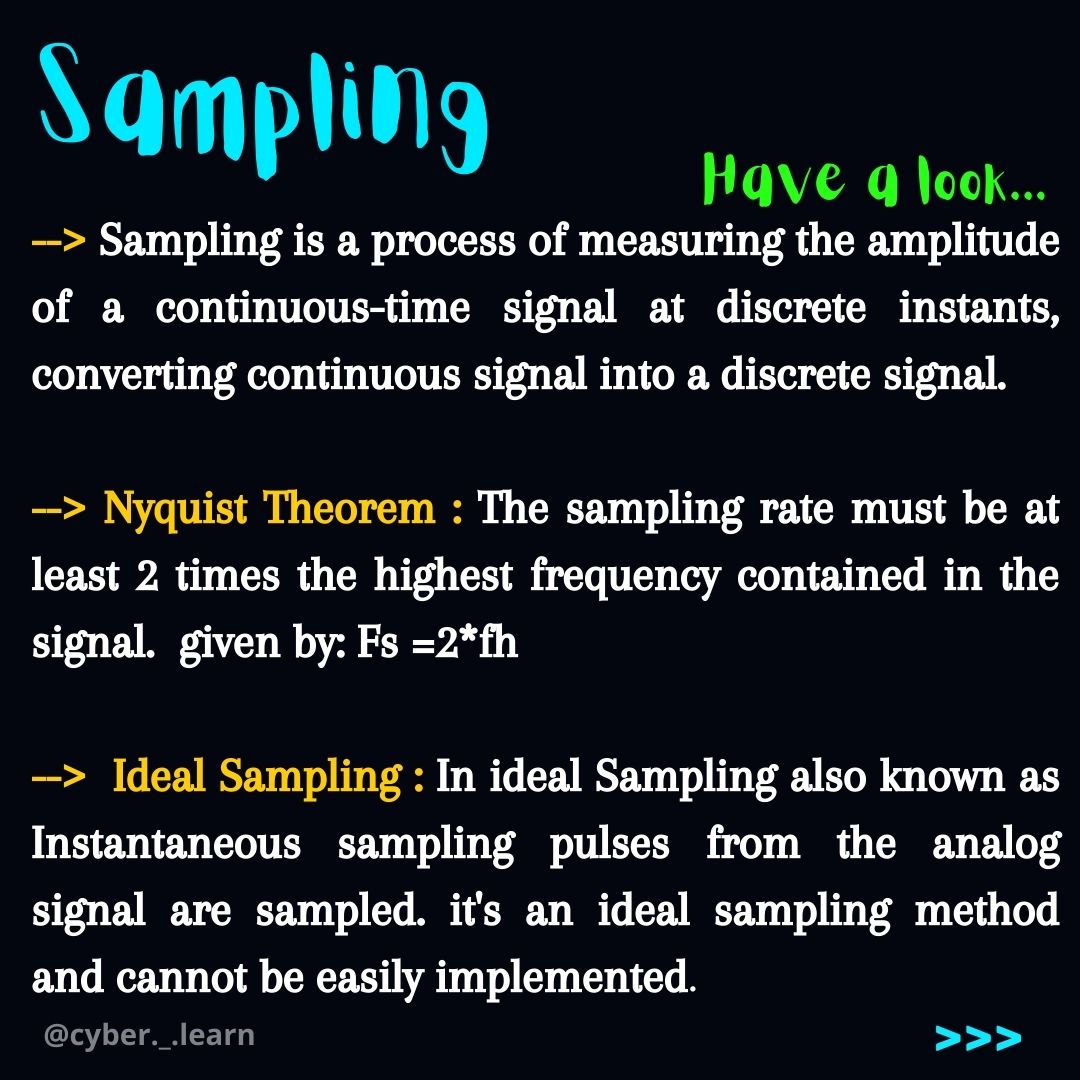 Sampling
Have a look...
--> Sampling is a process of measuring the amplitude
of a continuous-time signal at discrete instants,
converting continuous signal into a discrete signal.
--> Nyquist Theorem : The sampling rate must be at
least 2 times the highest frequency contained in the
signal.  given by: Fs =2*fh
-->  Ideal Sampling : In ideal Sampling also known as
Instantaneous sampling pulses from the analog
signal are sampled. it's an ideal sampling method
and cannot be easily implemented.
@cyber._.learn
>>>